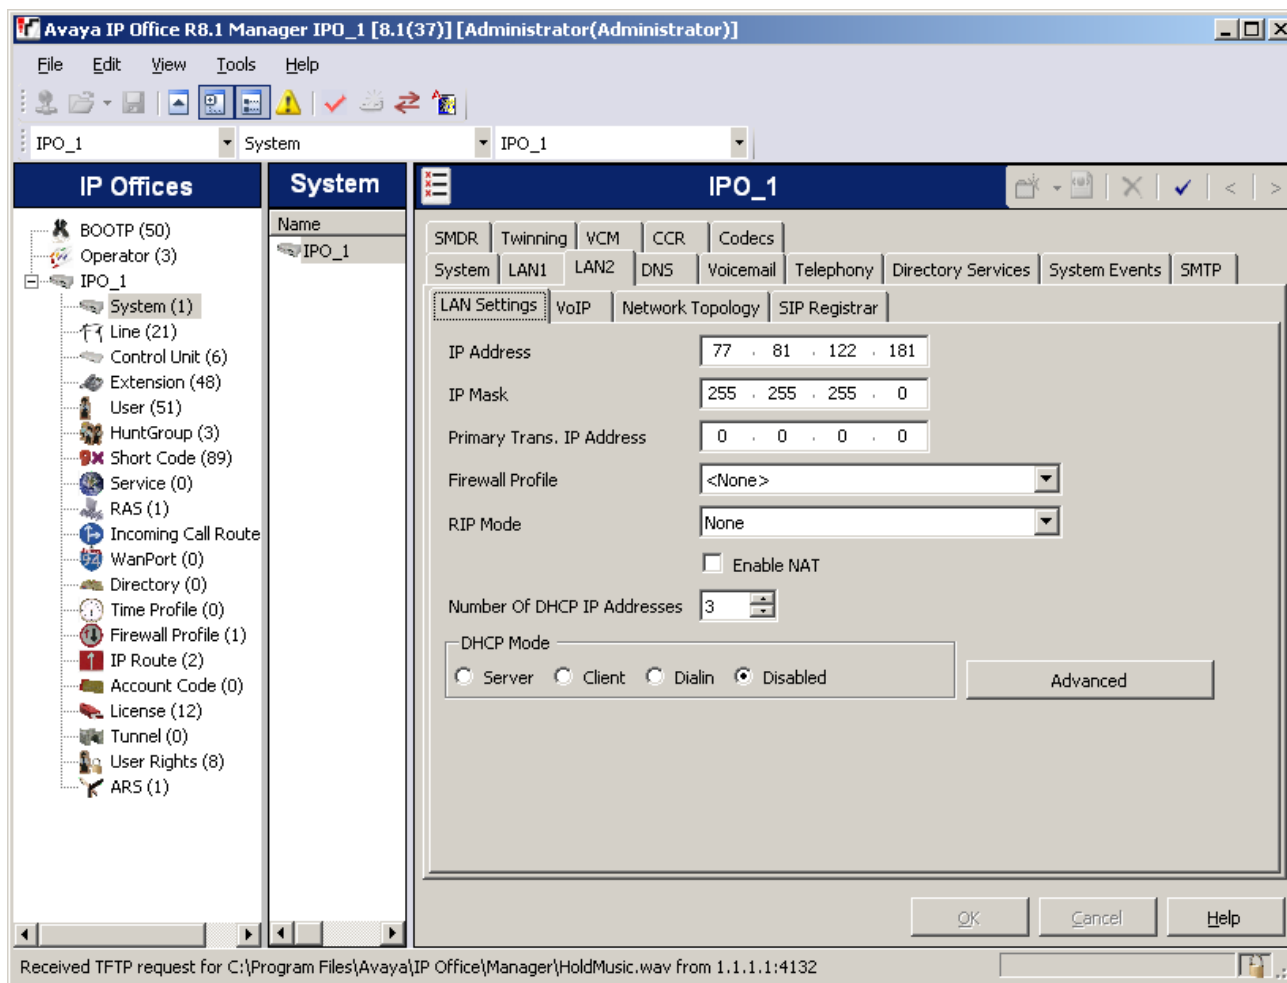 Avaya IP Office R8.1 Manager IPO_1 [8.1(37)] [Administrator(Administrator)]
File Edit View Tools Help
IPO_1 System IPO_1
IP Offices
BOOTP (50)
Operator (3)
IPO_1
System (1)
Line (21)
Control Unit (6)
Extension (48)
User (51)
HuntGroup (3)
Short Code (89)
Service (0)
RAS (1)
Incoming Call Route
WanPort (0)
Directory (0)
Time Profile (0)
Firewall Profile (1)
IP Route (2)
Account Code (0)
License (12)
Tunnel (0)
User Rights (8)
ARS (1)
System
Name
IPO_1
IPO_1
SMDR Twinning VCM CCR Codecs
System LAN1 LAN2 DNS Voicemail Telephony Directory Services System Events SMTP
LAN Settings VoIP Network Topology SIP Registrar
IP Address 77 . 81 . 122 . 181
IP Mask 255 . 255 . 255 . 0
Primary Trans. IP Address 0 . 0 . 0 . 0
Firewall Profile <None>
RIP Mode None
Enable NAT
Number Of DHCP IP Addresses 3
DHCP Mode
Server Client Dialin Disabled
Advanced
OK Cancel Help
Received TFTP request for C:\Program Files\Avaya\IP Office\Manager\HoldMusic.wav from 1.1.1.1:4132